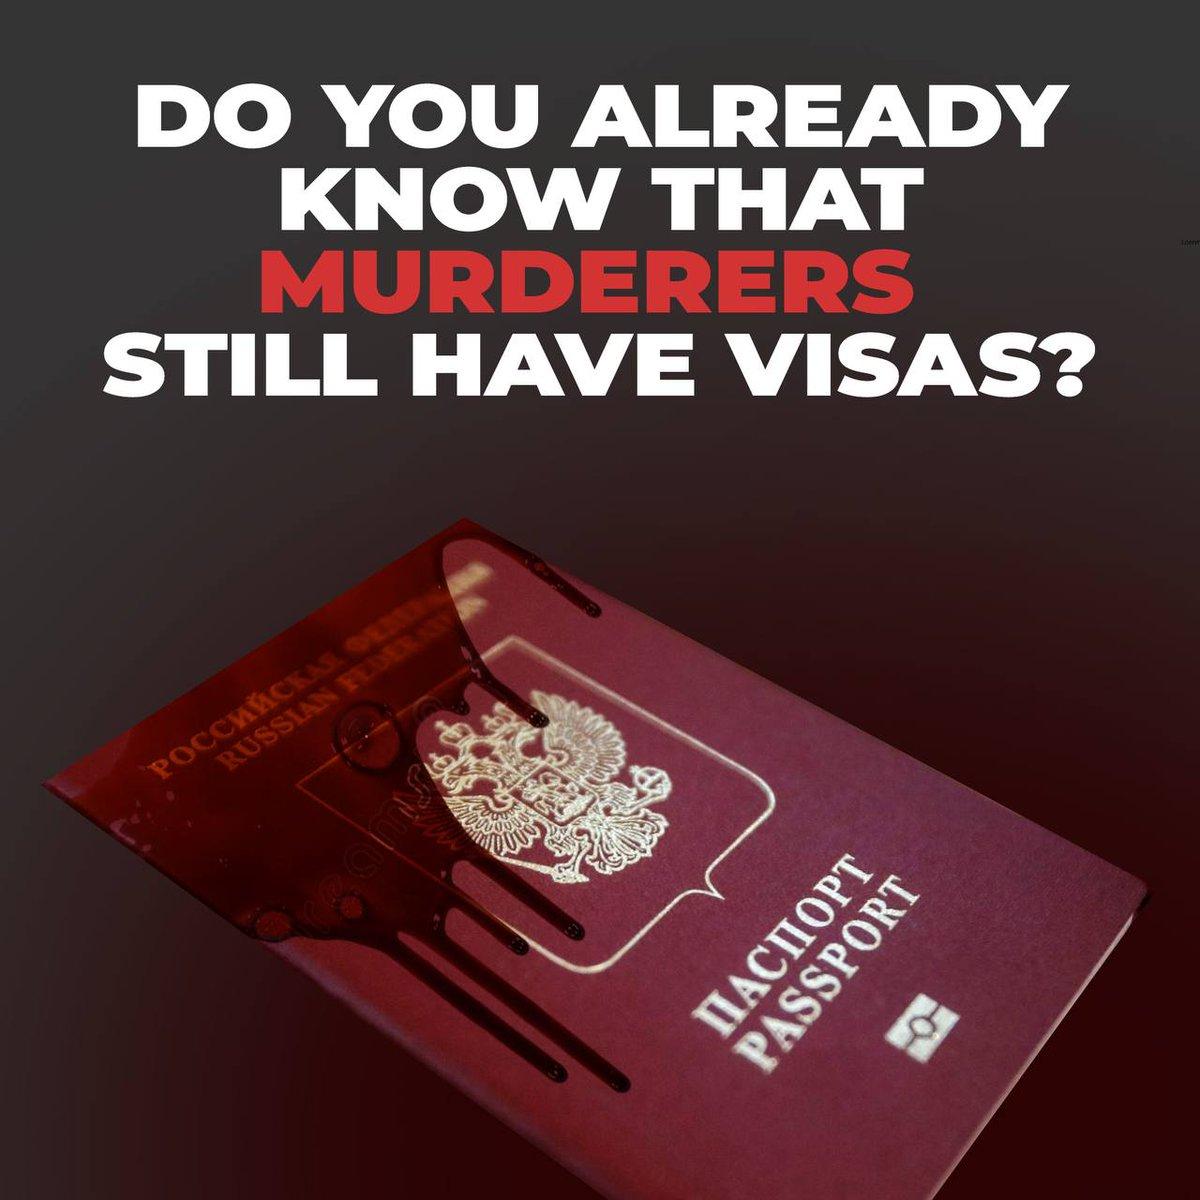 DO YOU ALREADY
KNOW THAT
MURDERERS
STILL HAVE VISAS?
РОССИЙСКАЯ ФЕДЕРАЦИЯ
RUSSIAN FEDERATION
ПАСПОРТ
PASSPORT